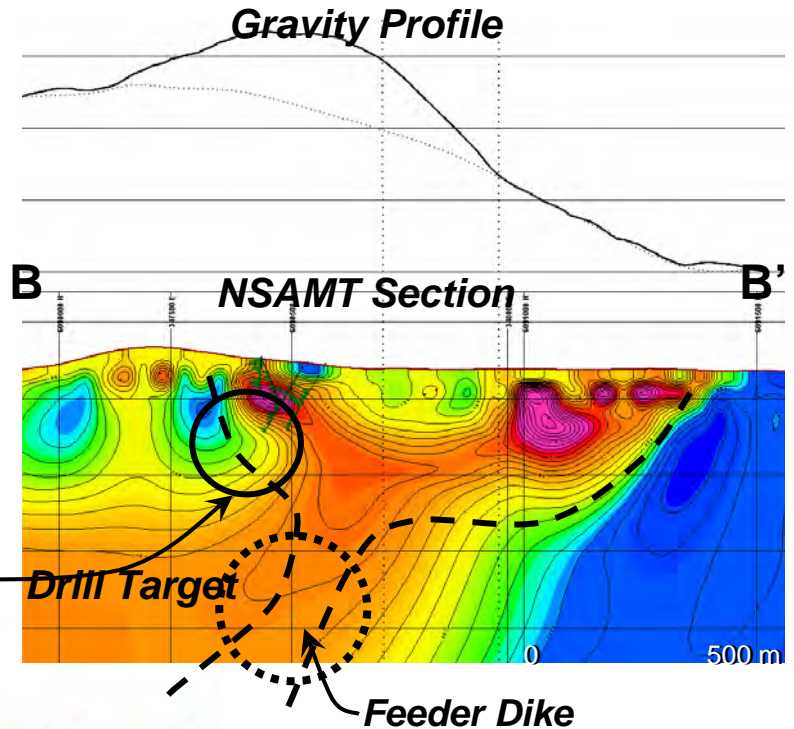 Gravity Profile
B
B'
NSAMT Section
Drill Target
0
500 m
Feeder Dike